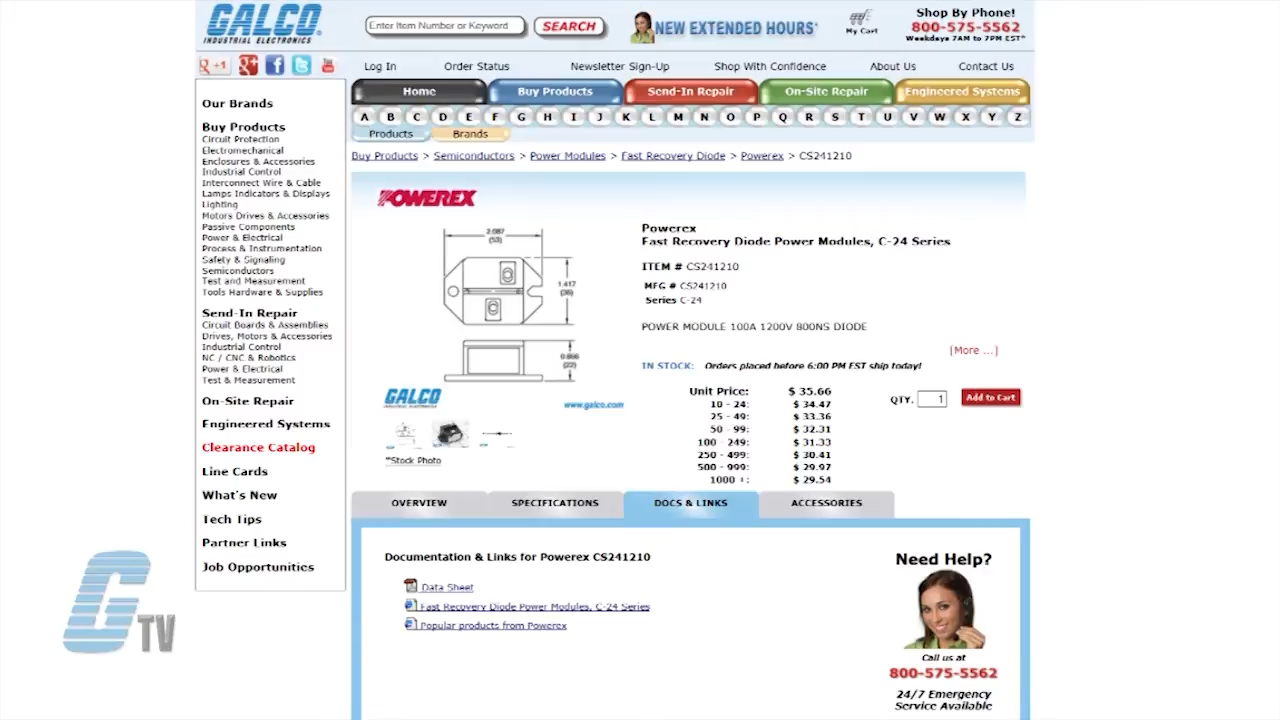 GALCO
INDUSTRIAL ELECTRONICS
Enter Item Number or Keyword
SEARCH
NEW EXTENDED HOURS*
My Cart
Shop By Phone!
800-575-5562
Weekdays 7AM to 7PM EST*
+1
Log In
Order Status
Newsletter Sign-Up
Shop With Confidence
About Us
Contact Us
Home
Buy Products
Send-In Repair
On-Site Repair
Engineered Systems
A B C D E F G H I J K L M N O P Q R S T U V W X Y Z
Products
Brands
Our Brands
Buy Products
Circuit Protection
Electromechanical
Enclosures & Accessories
Industrial Control
Interconnect Wire & Cable
Lamps Indicators & Displays
Lighting
Motors Drives & Accessories
Passive Components
Power & Electrical
Process & Instrumentation
Safety & Signaling
Semiconductors
Test and Measurement
Tools Hardware & Supplies
Send-In Repair
Circuit Boards & Assemblies
Drives, Motors & Accessories
Industrial Control
NC / CNC & Robotics
Power & Electrical
Test & Measurement
On-Site Repair
Engineered Systems
Clearance Catalog
Line Cards
What's New
Tech Tips
Partner Links
Job Opportunities
Buy Products > Semiconductors > Power Modules > Fast Recovery Diode > Powerex > CS241210
POWEREX
2.087
(53)
1.417
(36)
0.866
(22)
GALCO
INDUSTRIAL ELECTRONICS
www.galco.com
*Stock Photo
Powerex
Fast Recovery Diode Power Modules, C-24 Series
ITEM # CS241210
MFG # CS241210
Series C-24
POWER MODULE 100A 1200V 800NS DIODE
[More ...]
IN STOCK: Orders placed before 6:00 PM EST ship today!
Unit Price: $ 35.66
10 - 24: $ 34.47
25 - 49: $ 33.36
50 - 99: $ 32.31
100 - 249: $ 31.33
250 - 499: $ 30.41
500 - 999: $ 29.97
1000 +: $ 29.54
QTY. 1
Add to Cart
OVERVIEW
SPECIFICATIONS
DOCS & LINKS
ACCESSORIES
Documentation & Links for Powerex CS241210
Data Sheet
Fast Recovery Diode Power Modules, C-24 Series
Popular products from Powerex
Need Help?
Call us at
800-575-5562
24/7 Emergency
Service Available
G TV